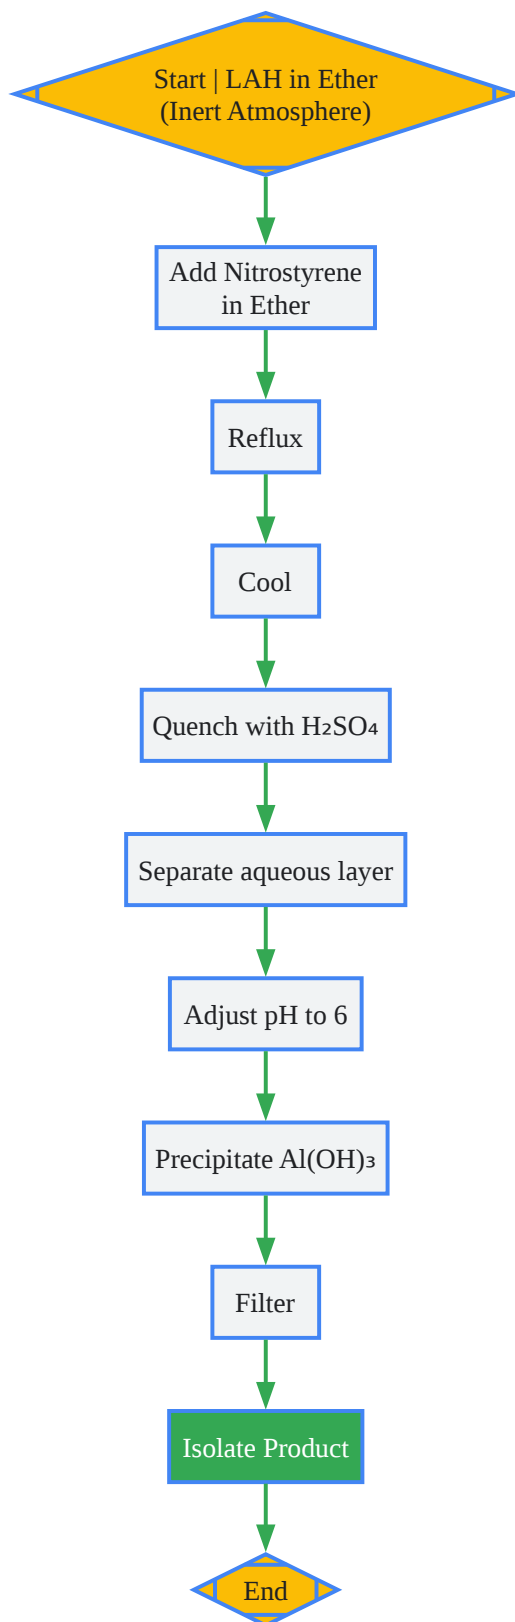 Start | LAH in Ether
(Inert Atmosphere)
Add Nitrostyrene
in Ether
Reflux
Cool
Quench with H₂SO₄
Separate aqueous layer
Adjust pH to 6
Precipitate Al(OH)₃
Filter
Isolate Product
End